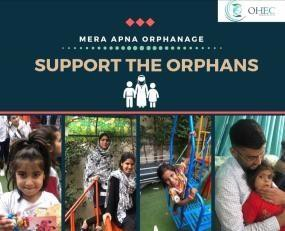 OHEC
MERA APNA ORPHANAGE
SUPPORT THE ORPHANS